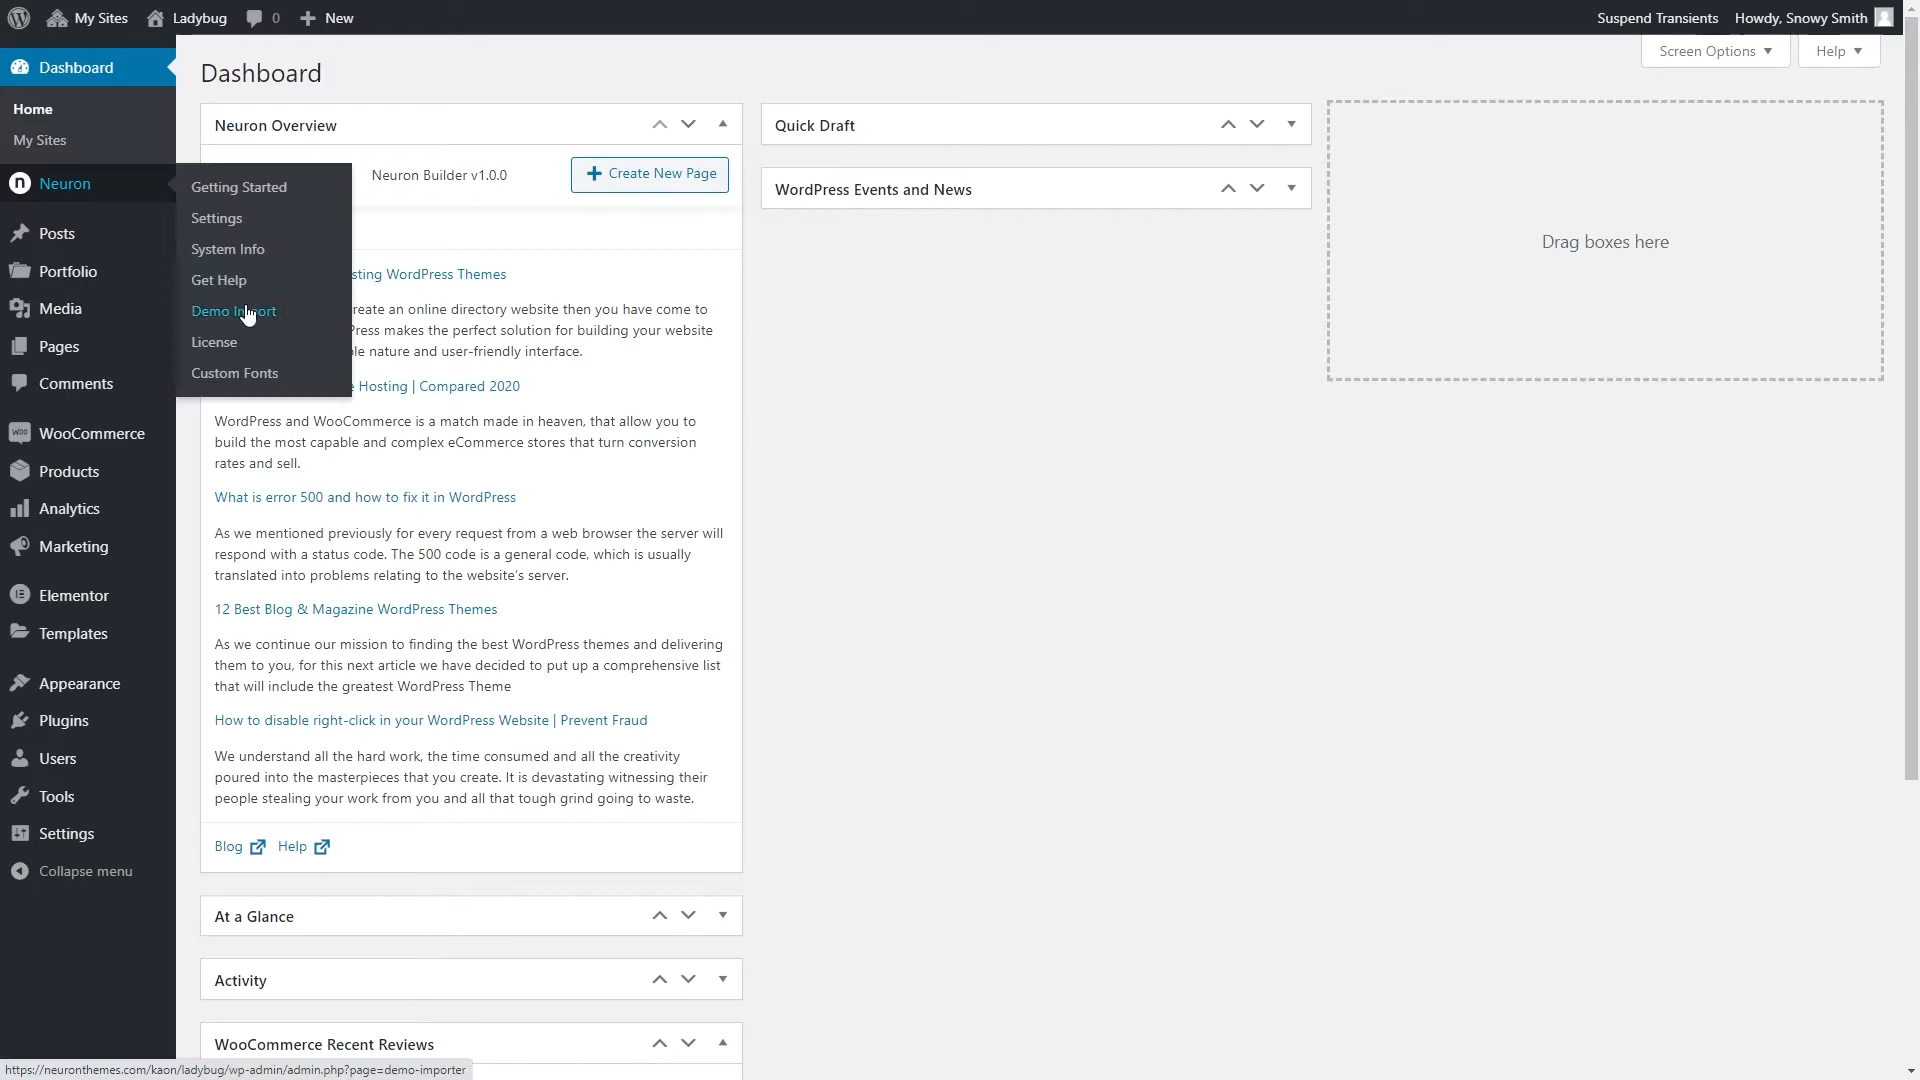 My Sites
Ladybug
0
New
Suspend Transients
Howdy, Snowy Smith
Screen Options
Help
Dashboard
Home
My Sites
Neuron
Posts
Portfolio
Media
Pages
Comments
WooCommerce
Products
Analytics
Marketing
Elementor
Templates
Appearance
Plugins
Users
Tools
Settings
Collapse menu
Getting Started
Settings
System Info
Get Help
Demo Import
License
Custom Fonts
Dashboard
Neuron Overview
Neuron Builder v1.0.0
Create New Page
sting WordPress Themes
reate an online directory website then you have come to
Press makes the perfect solution for building your website
le nature and user-friendly interface.
e Hosting | Compared 2020
WordPress and WooCommerce is a match made in heaven, that allow you to
build the most capable and complex eCommerce stores that turn conversion
rates and sell.
What is error 500 and how to fix it in WordPress
As we mentioned previously for every request from a web browser the server will
respond with a status code. The 500 code is a general code, which is usually
translated into problems relating to the website's server.
12 Best Blog & Magazine WordPress Themes
As we continue our mission to finding the best WordPress themes and delivering
them to you, for this next article we have decided to put up a comprehensive list
that will include the greatest WordPress Theme
How to disable right-click in your WordPress Website | Prevent Fraud
We understand all the hard work, the time consumed and all the creativity
poured into the masterpieces that you create. It is devastating witnessing their
people stealing your work from you and all that tough grind going to waste.
Blog
Help
At a Glance
Activity
WooCommerce Recent Reviews
Quick Draft
WordPress Events and News
Drag boxes here
https://neuronthemes.com/kaon/ladybug/wp-admin/admin.php?page=demo-importer